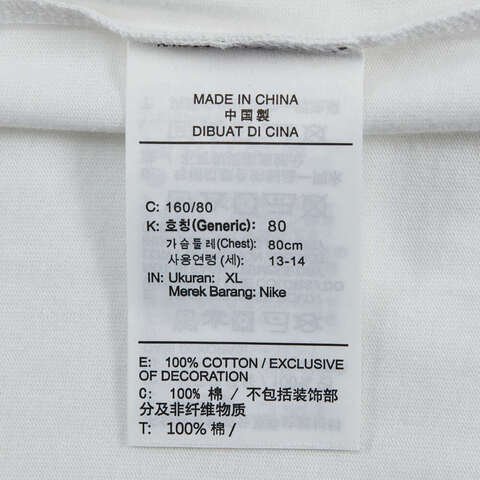 MADE IN CHINA
中国製
DIBUAT DI CINA
C: 160/80
K: 호칭(Generic): 80
가슴둘레(Chest): 80cm
사용연령 (세): 13-14
IN: Ukuran: XL
Merek Barang: Nike
E: 100% COTTON / EXCLUSIVE
OF DECORATION
C: 100% 棉 / 不包括装饰部
分及非纤维物质
T: 100% 棉 /